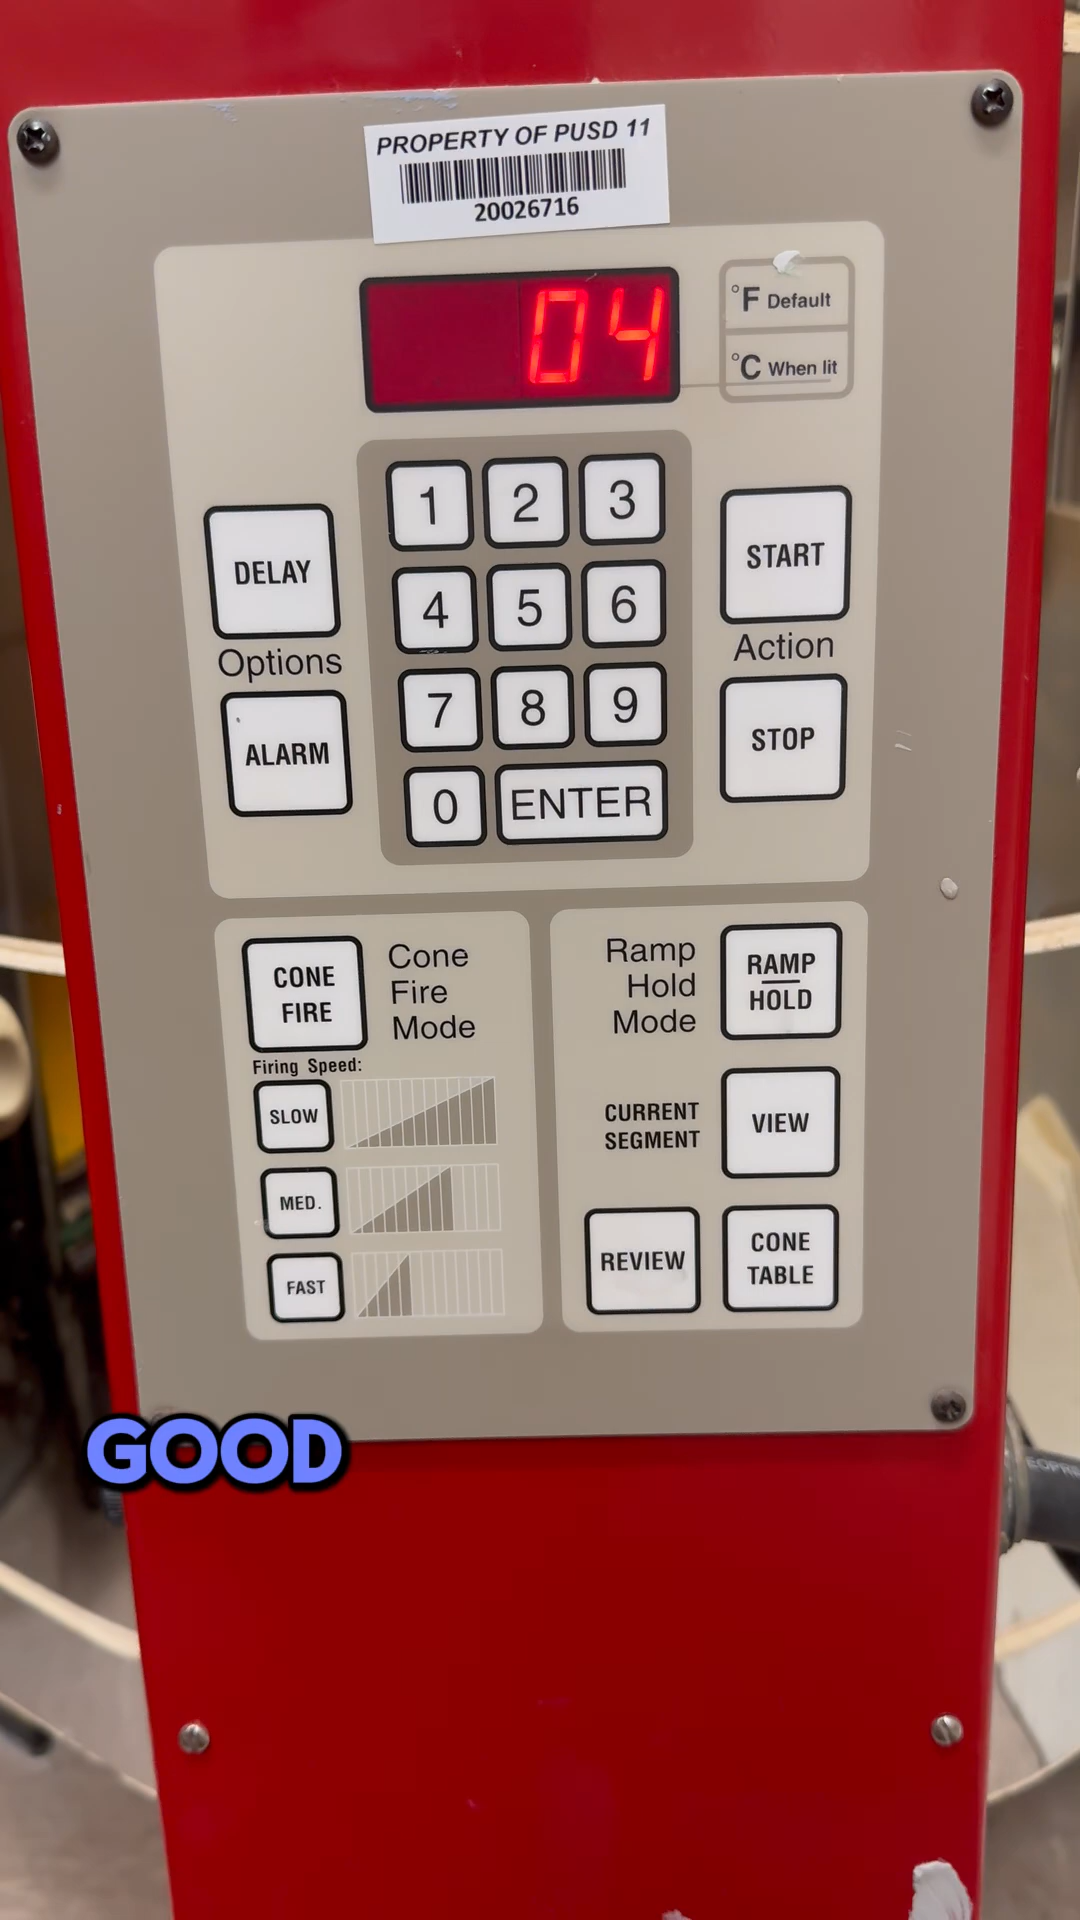 PROPERTY OF PUSD 11
20026716
04
°F Default
°C When lit
1 2 3
4 5 6
7 8 9
0 ENTER
DELAY
Options
ALARM
START
Action
STOP
CONE
FIRE
Cone
Fire
Mode
Firing Speed:
SLOW
MED.
FAST
Ramp
Hold
Mode
RAMP
HOLD
CURRENT
SEGMENT
VIEW
REVIEW
CONE
TABLE
GOOD